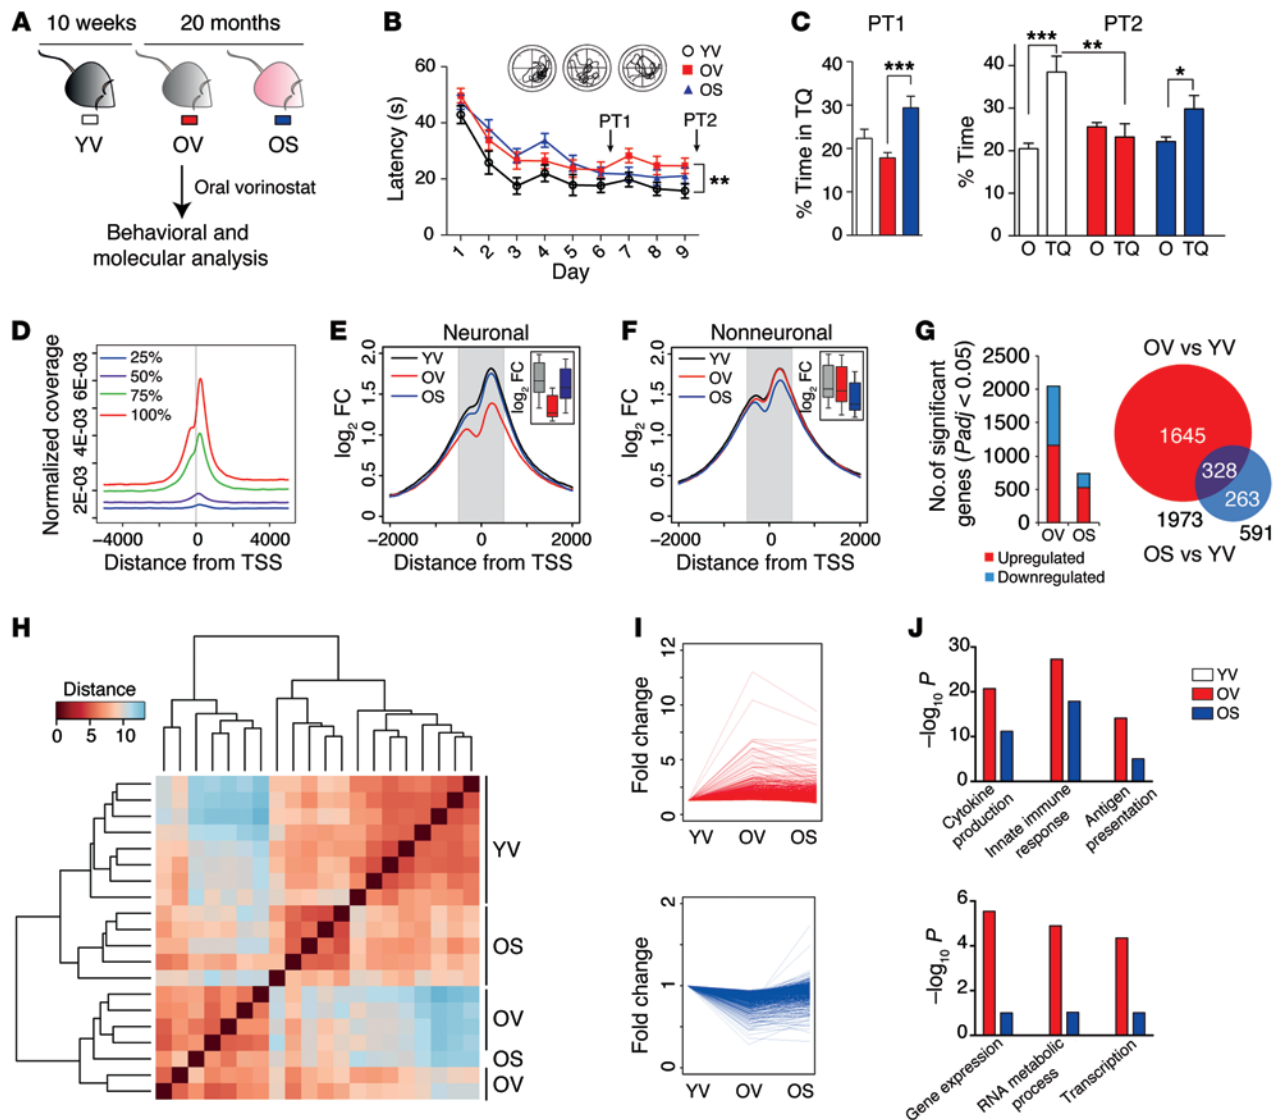 A
10 weeks
20 months
YV
OV
OS
Oral vorinostat
Behavioral and
molecular analysis
B
YV
OV
OS
60
40
20
0
Latency (s)
PT1
PT2
**
1
2
3
4
5
6
7
8
9
Day
C
PT1
PT2
***
***
**
*
40
30
20
10
0
% Time in TQ
40
30
20
10
0
% Time
O
TQ
O
TQ
O
TQ
D
Normalized coverage
2E-03
4E-03
6E-03
25%
50%
75%
100%
-4000
0
4000
Distance from TSS
E
Neuronal
YV
OV
OS
log2 FC
2.0
1.5
1.0
0.5
0
log2 FC
−2000
0
2000
Distance from TSS
F
Nonneuronal
YV
OV
OS
log2 FC
2.0
1.5
1.0
0.5
0
log2 FC
−2000
0
2000
Distance from TSS
G
No.of significant
genes (Padj < 0.05)
2500
2000
1500
1000
500
0
OV
OS
Upregulated
Downregulated
OV vs YV
1645
328
263
1973
591
OS vs YV
H
Distance
0
5
10
YV
OS
OV
OS
OV
I
Fold change
12
10
5
0
YV
OV
OS
Fold change
2
1
0
YV
OV
OS
J
−log10 P
30
20
10
0
YV
OV
OS
Cytokine
production
Innate immune
response
Antigen
presentation
−log10 P
6
4
2
0
Gene expression
RNA metabolic
process
Transcription